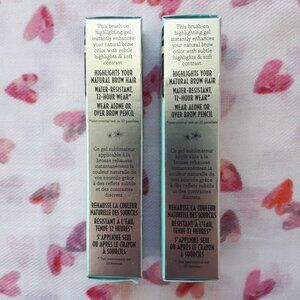 This brush-on
highlighting gel
instantly enhances
your natural brow
color with subtle
highlights & soft
contrast.
HIGHLIGHTS YOUR
NATURAL BROW HAIR
WATER-RESISTANT,
12-HOUR WEAR*
WEAR ALONE OR
OVER BROW PENCIL
Ce gel sublimateur
applicable à la
brosse rehausse
instantanément la
couleur naturelle de
vos sourcils grâce
à des reflets subtils
et des contrastes
REHAUSSE LA COULEUR
NATURELLE DES SOURCILS
RÉSISTANT À L'EAU,
TENUE 12 HEURES*
S'APPLIQUE SEUL
OU APRÈS LE CRAYON
À SOURCILS
This brush-on
highlighting gel
instantly enhances
your natural brow
color with subtle
highlights & soft
contrast.
HIGHLIGHTS YOUR
NATURAL BROW HAIR
WATER-RESISTANT,
12-HOUR WEAR*
WEAR ALONE OR
OVER BROW PENCIL
Ce gel sublimateur
applicable à la
brosse rehausse
instantanément la
couleur naturelle de
vos sourcils grâce
à des reflets subtils
et des contrastes
REHAUSSE LA COULEUR
NATURELLE DES SOURCILS
RÉSISTANT À L'EAU,
TENUE 12 HEURES*
S'APPLIQUE SEUL
OU APRÈS LE CRAYON
À SOURCILS